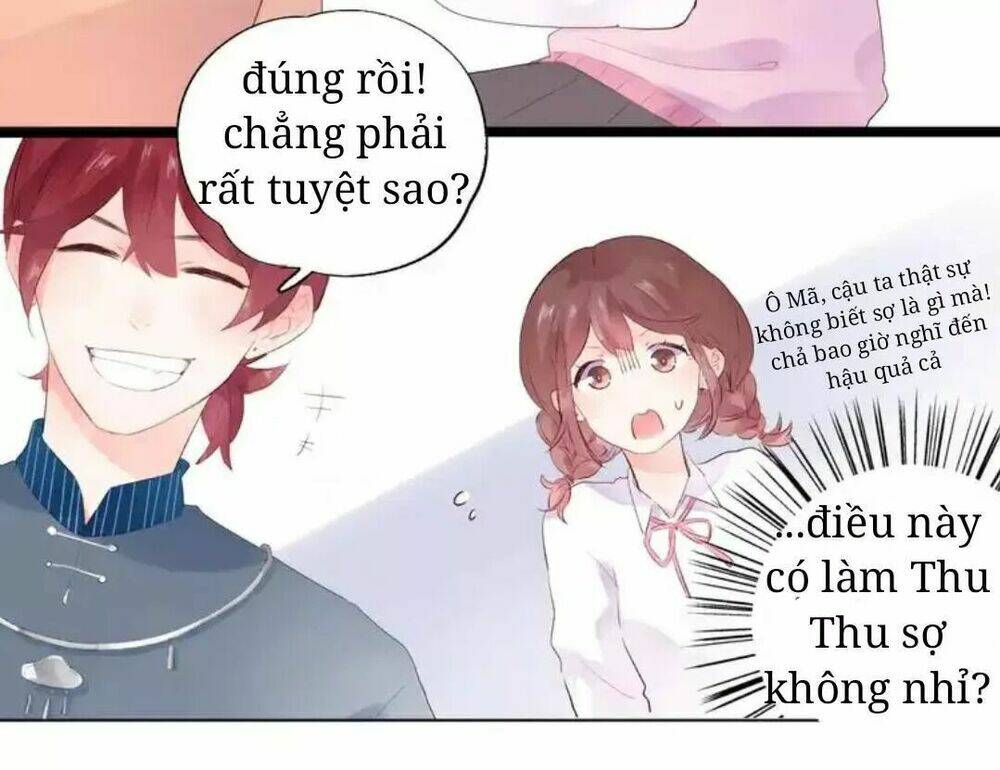 đúng rồi!
chẳng phải
rất tuyệt sao?
Ô Mã, cậu ta thật sự
không biết sợ là gì mà!
chả bao giờ nghĩ đến
hậu quả cả
...điều này
có làm Thu
Thu sợ
không nhỉ?